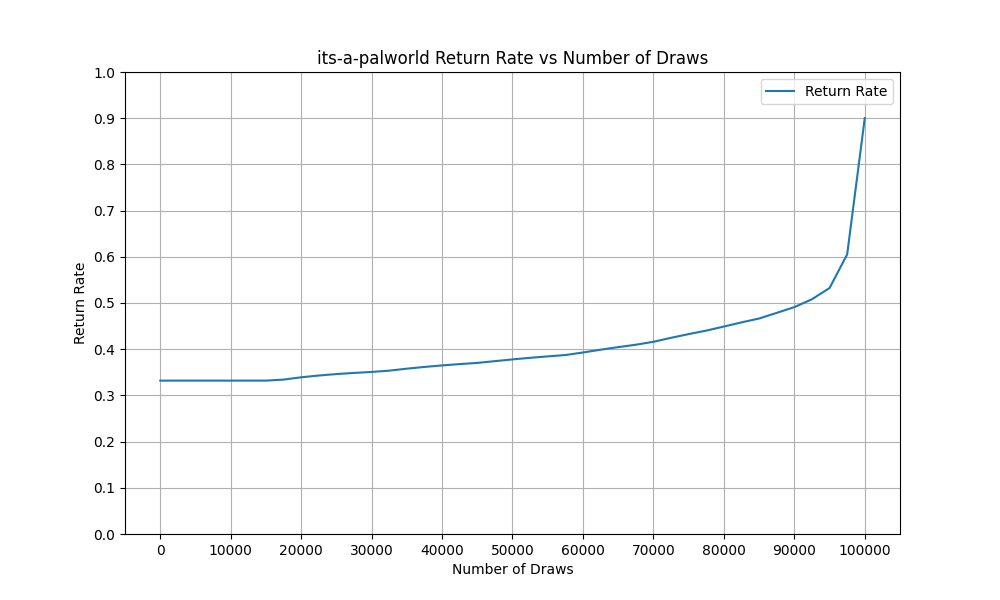 its-a-palworld Return Rate vs Number of Draws
Return Rate
1.0
0.9
0.8
0.7
0.6
0.5
0.4
0.3
0.2
0.1
0.0
Return Rate
0 10000 20000 30000 40000 50000 60000 70000 80000 90000 100000
Number of Draws